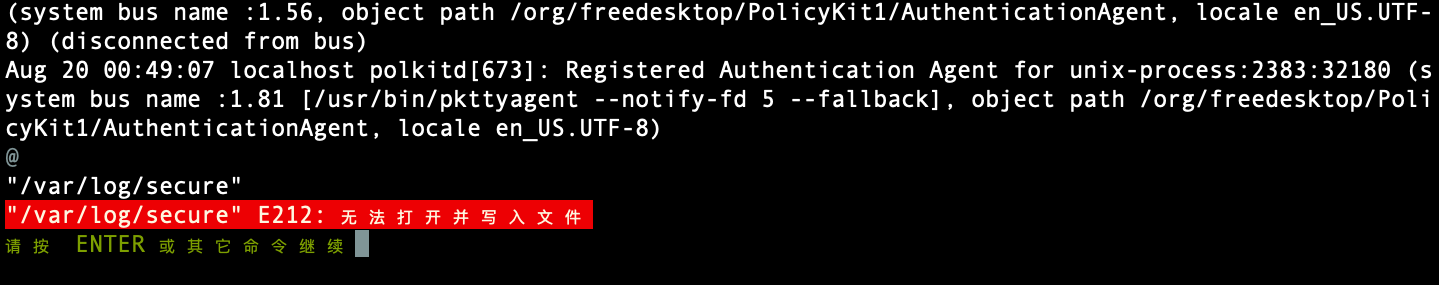 (system bus name :1.56, object path /org/freedesktop/PolicyKit1/AuthenticationAgent, locale en_US.UTF-
8) (disconnected from bus)
Aug 20 00:49:07 localhost polkitd[673]: Registered Authentication Agent for unix-process:2383:32180 (s
ystem bus name :1.81 [/usr/bin/pkttyagent --notify-fd 5 --fallback], object path /org/freedesktop/Poli
cyKit1/AuthenticationAgent, locale en_US.UTF-8)
@
"/var/log/secure"
"/var/log/secure" E212: 无法打开并写入文件
请按 ENTER 或其它命令继续